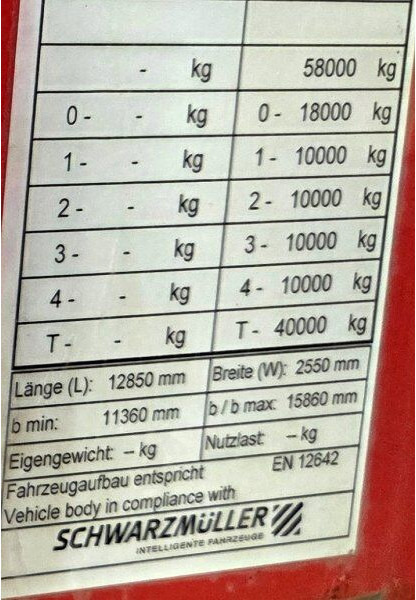 - kg 58000 kg
0- - kg 0- 18000 kg
1- - kg 1- 10000 kg
2- - kg 2- 10000 kg
3- - kg 3- 10000 kg
4- - kg 4- 10000 kg
T- - kg T- 40000 kg
Länge (L): 12850 mm Breite (W): 2550 mm
b min: 11360 mm b / b max: 15860 mm
Eigengewicht: – kg Nutzlast: – kg
Fahrzeugaufbau entspricht EN 12642
Vehicle body in compliance with
SCHWARZMÜLLER
INTELLIGENTE FAHRZEUGE